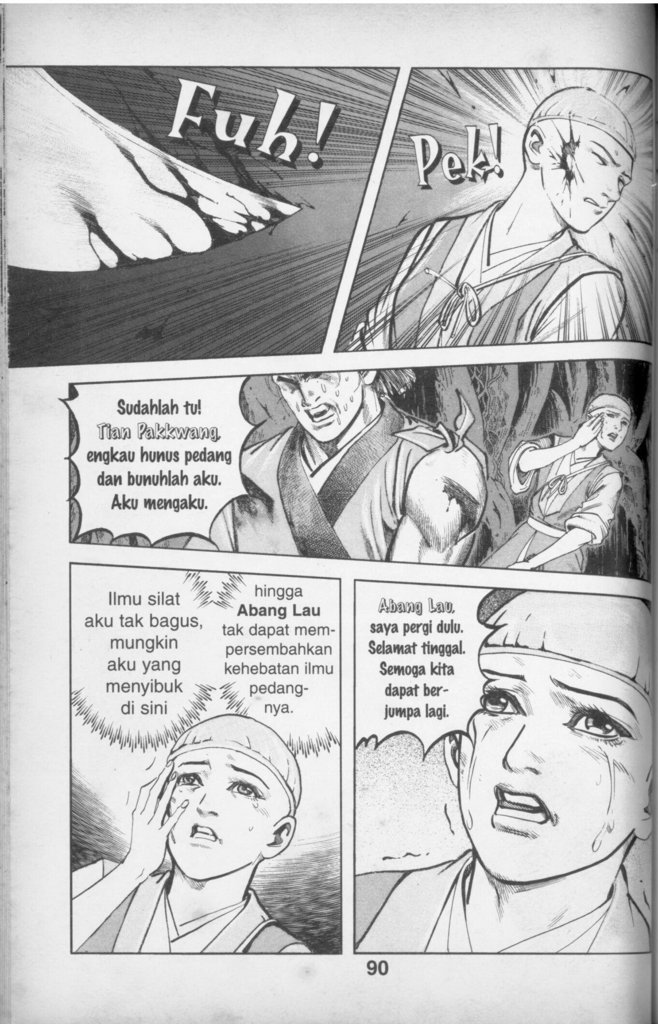 Fuh!
Pek!
Sudahlah tu!
Tian Pakkwang,
engkau hunus pedang
dan bunuhlah aku.
Aku mengaku.
Ilmu silat
aku tak bagus,
mungkin
aku yang
menyibuk
di sini
hingga
Abang Lau
tak dapat mem-
persembahkan
kehebatan ilmu
pedang-
nya.
Abang Lau,
saya pergi dulu.
Selamat tinggal.
Semoga kita
dapat ber-
jumpa lagi.
90